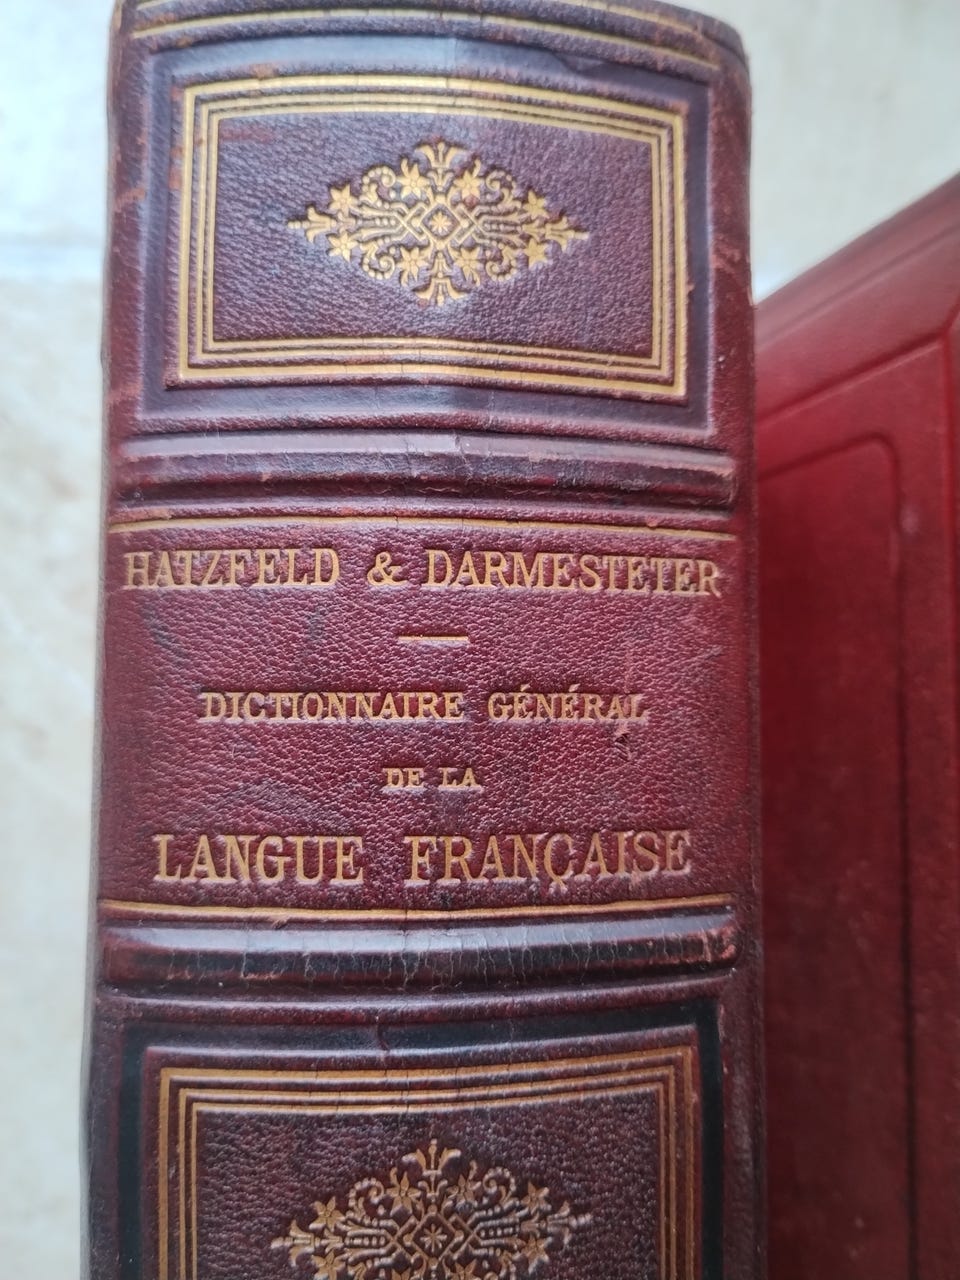 HATZFELD & DARMESTETER
DICTIONNAIRE GÉNÉRAL
DE LA
LANGUE FRANÇAISE